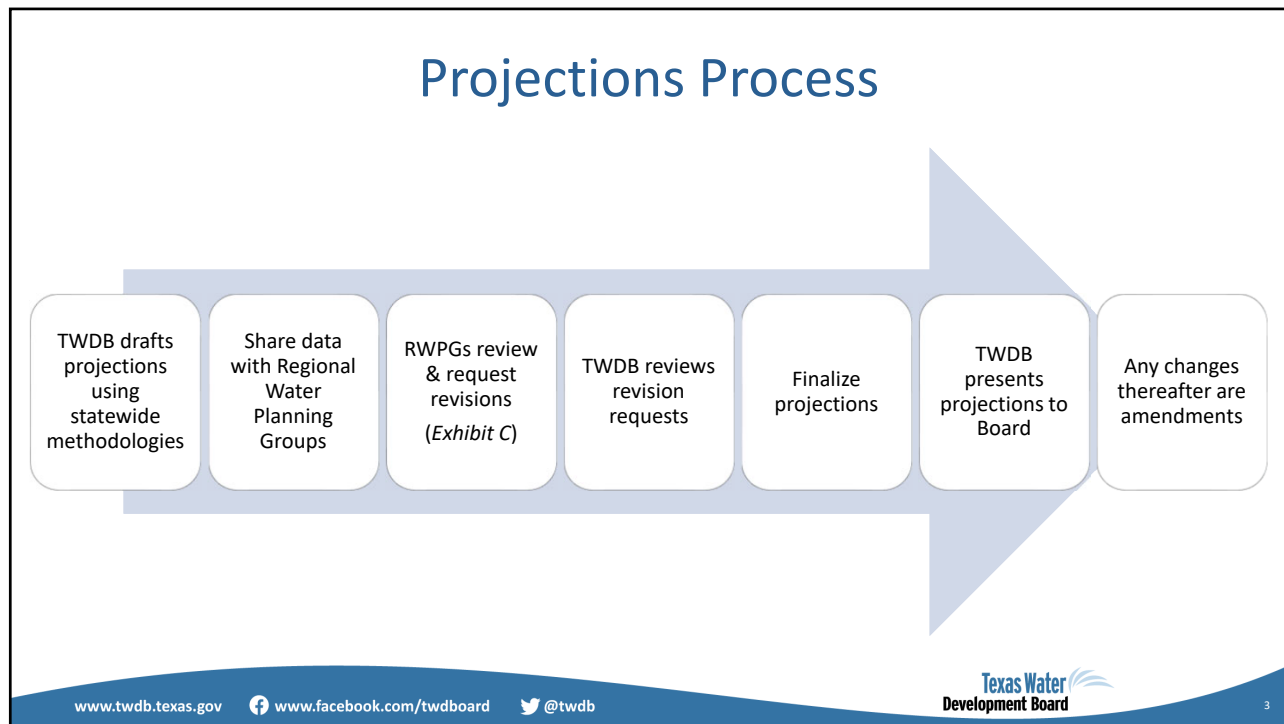 Projections Process
TWDB drafts
projections
using
statewide
methodologies
Share data
with Regional
Water
Planning
Groups
RWPGs review
& request
revisions
(Exhibit C)
TWDB reviews
revision
requests
Finalize
projections
TWDB
presents
projections to
Board
Any changes
thereafter are
amendments
www.twdb.texas.gov
www.facebook.com/twdboard
@twdb
Texas Water
Development Board
3